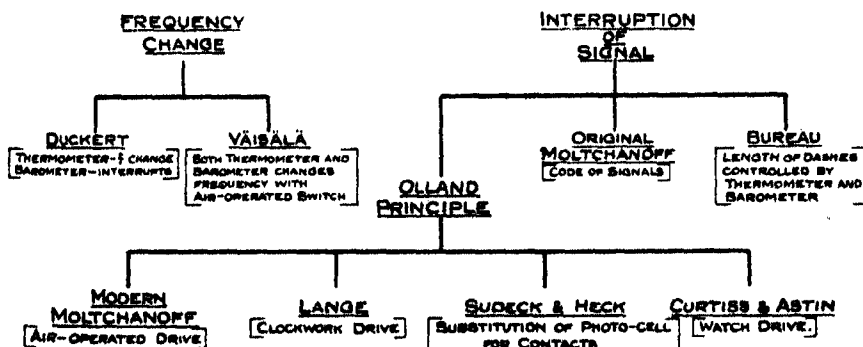 FREQUENCY
CHANGE
INTERRUPTION
OF
SIGNAL
DUCKERT
[THERMOMETER-f CHANGE
BAROMETER-INTERRUPTS]
VÄISÄLÄ
[BOTH THERMOMETER AND
BAROMETER CHANGES
FREQUENCY WITH
AIR-OPERATED SWITCH]
OLLAND
PRINCIPLE
ORIGINAL
MOLTCHANOFF
[CODE OF SIGNALS]
BUREAU
[LENGTH OF DASHES
CONTROLLED BY
THERMOMETER AND
BAROMETER]
MODERN
MOLTCHANOFF
[AIR-OPERATED DRIVE]
LANGE
[CLOCKWORK DRIVE]
SUDECK & HECK
[SUBSTITUTION OF PHOTO-CELL
FOR CONTACTS]
CURTISS & ASTIN
[WATCH DRIVE.]